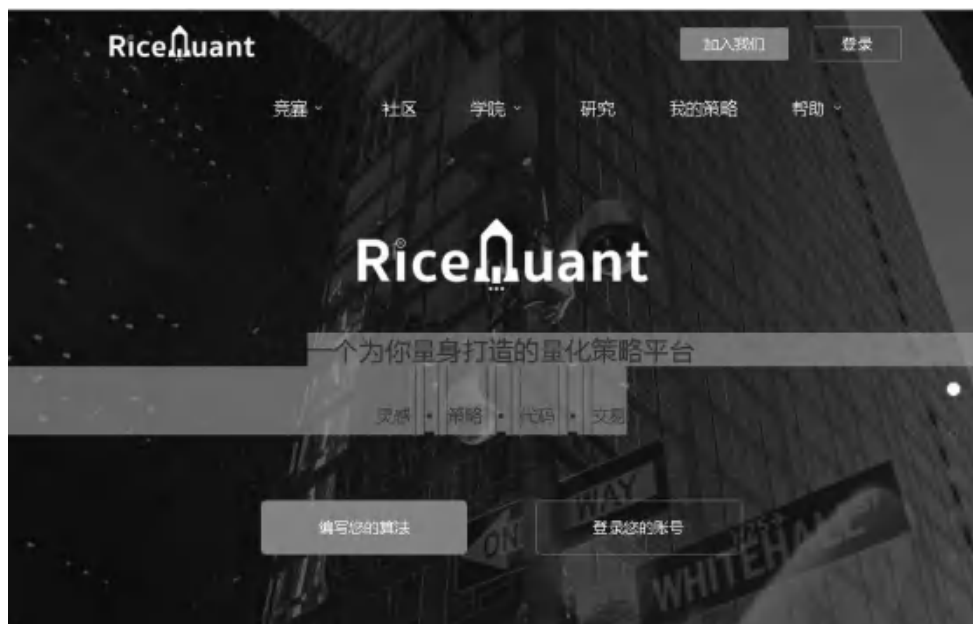 RiceQuant 加入我们 登录
竞赛 社区 学院 研究 我的策略 帮助
RiceQuant
一个为你量身打造的量化策略平台
灵感 • 策略 • 代码 • 交易
编写您的算法 登录您的账号
ON WAY
WHITEHALL